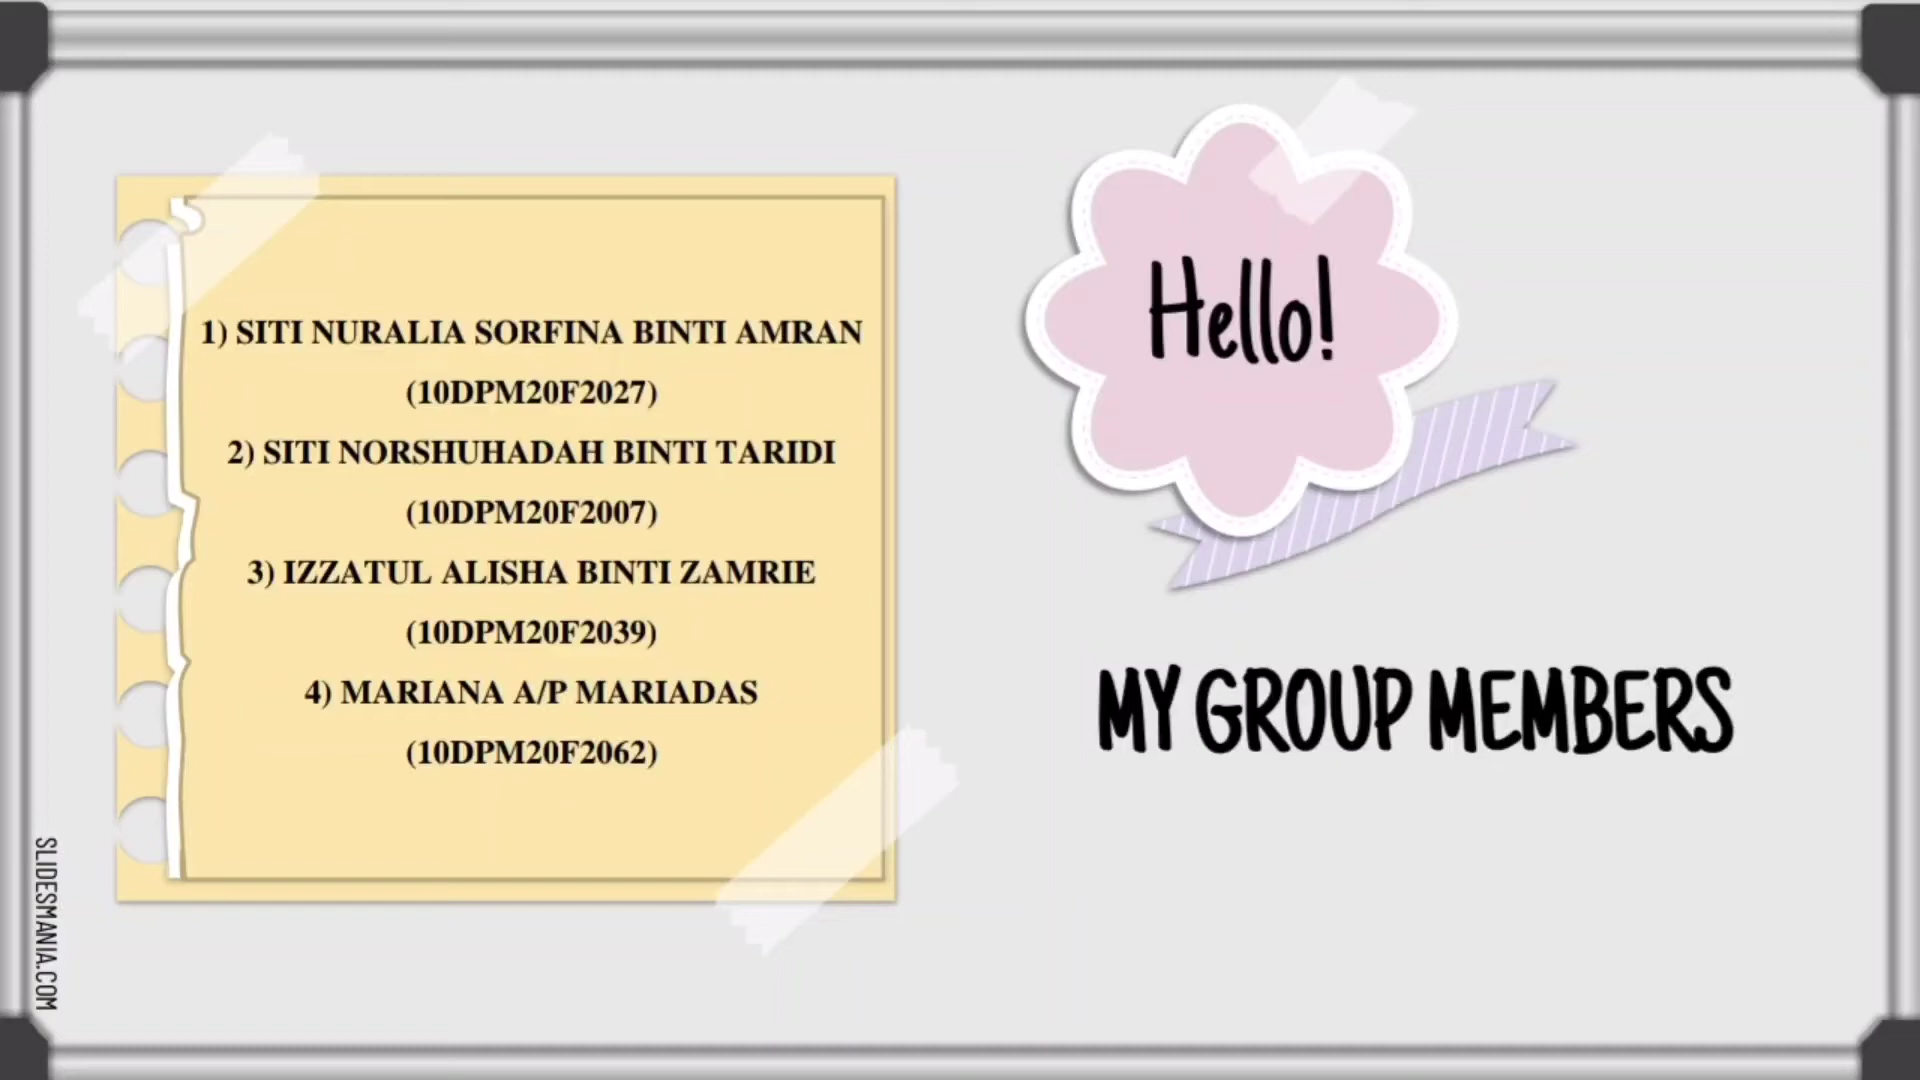 1) SITI NURALIA SORFINA BINTI AMRAN
(10DPM20F2027)
2) SITI NORSHUHADAH BINTI TARIDI
(10DPM20F2007)
3) IZZATUL ALISHA BINTI ZAMRIE
(10DPM20F2039)
4) MARIANA A/P MARIADAS
(10DPM20F2062)
Hello!
MY GROUP MEMBERS
SLIDESMANIA.COM